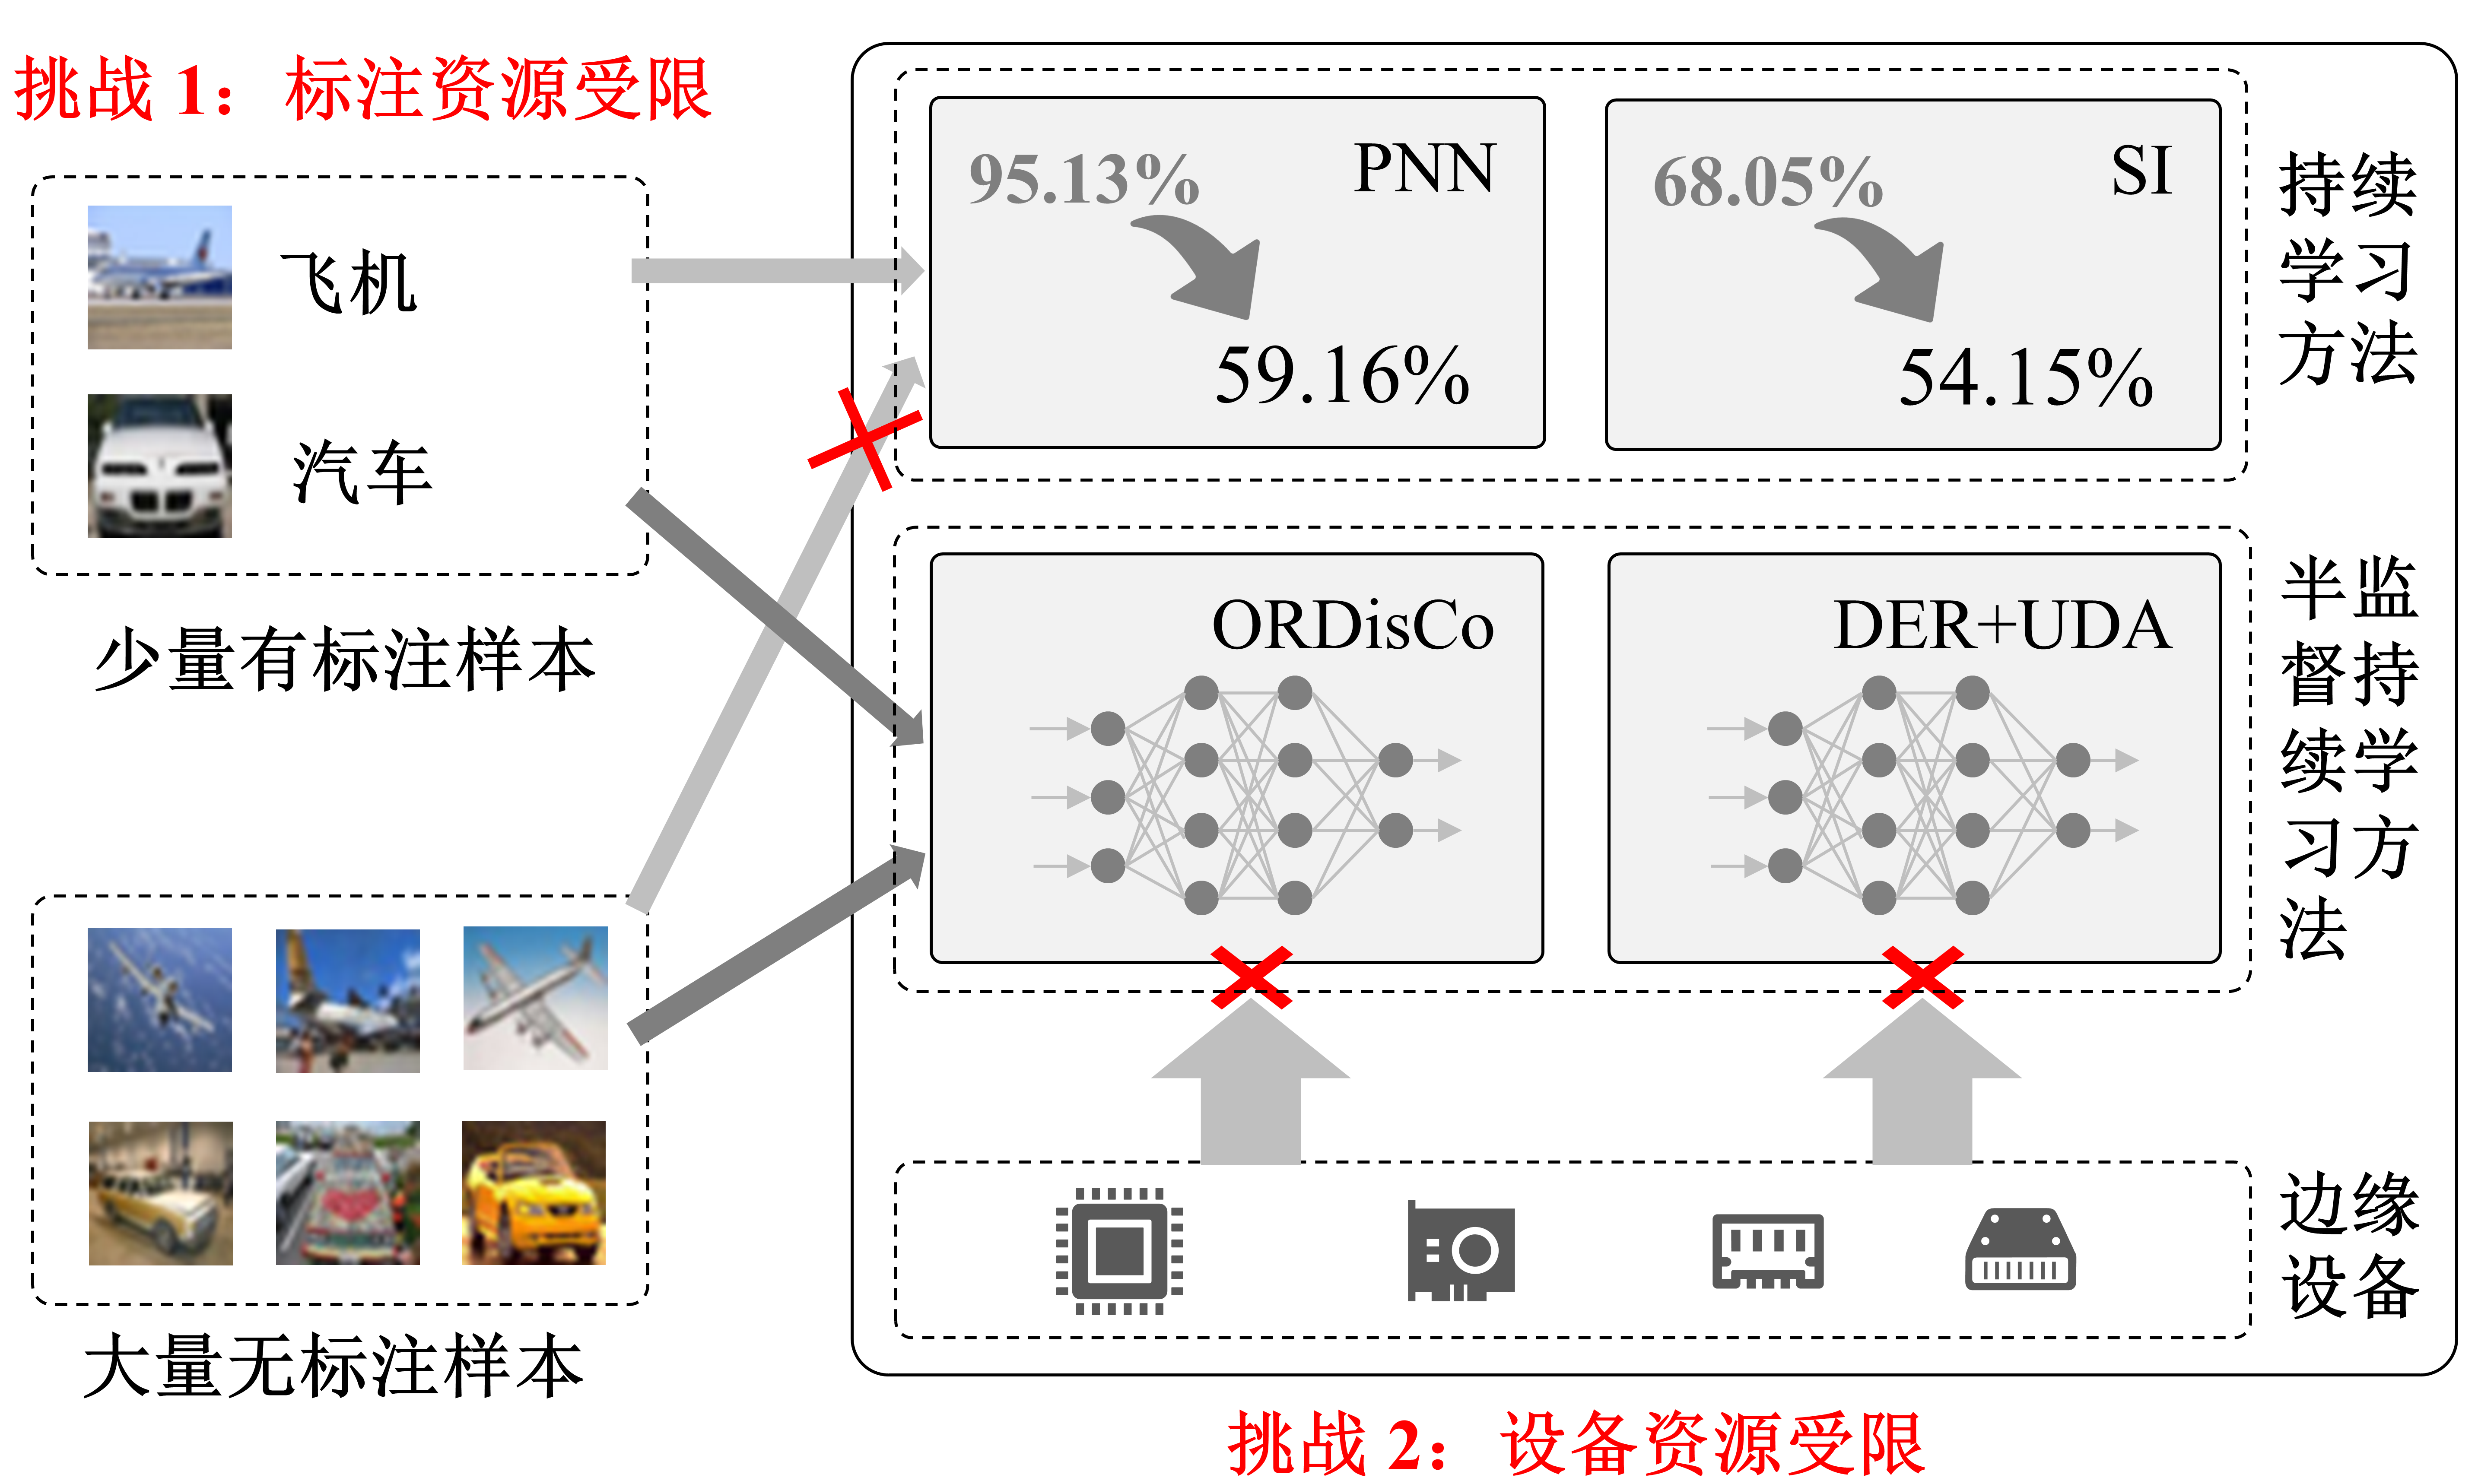 挑战 1：标注资源受限
飞机
汽车
少量有标注样本
大量无标注样本
95.13%
PNN
59.16%
68.05%
SI
54.15%
持续
学习
方法
ORDisCo
DER+UDA
半监
督持
续学
习方
法
边缘
设备
挑战 2：设备资源受限